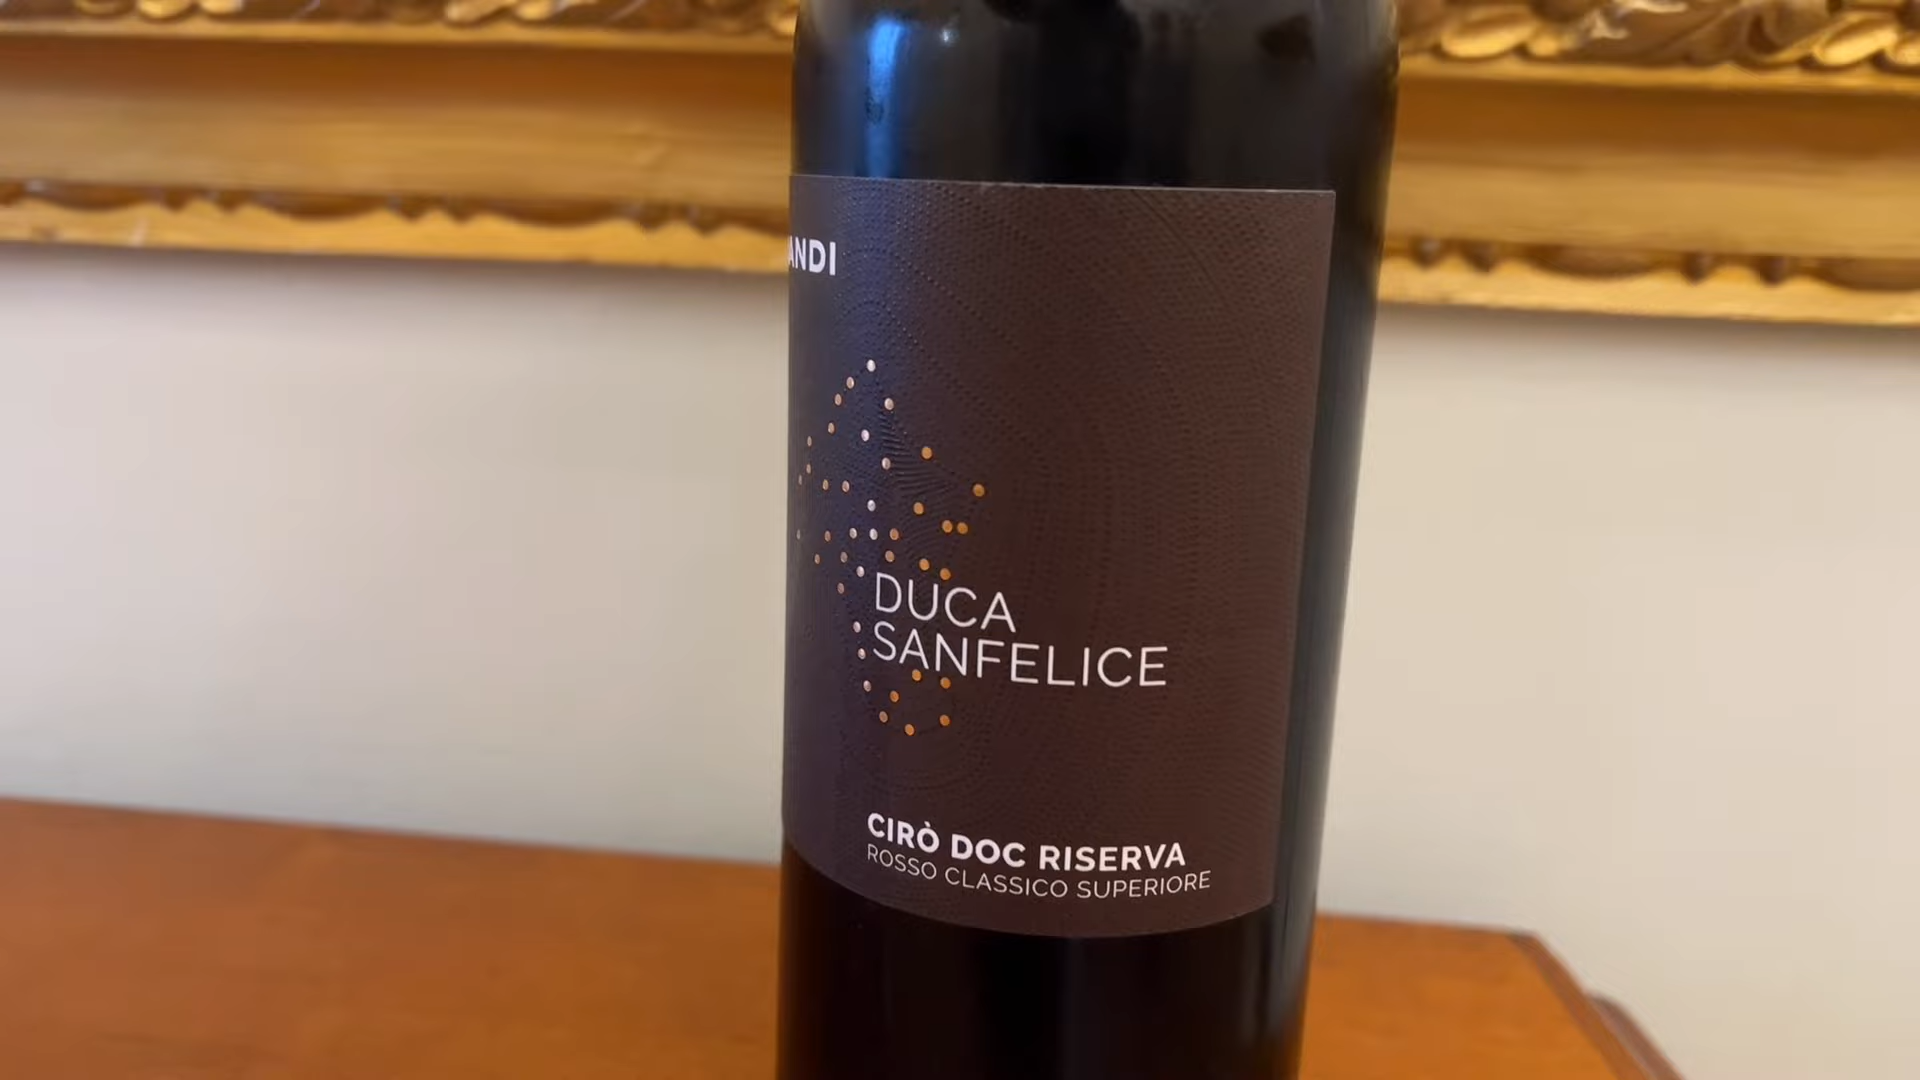 ANDI
DUCA
SANFELICE
CIRÒ DOC RISERVA
ROSSO CLASSICO SUPERIORE